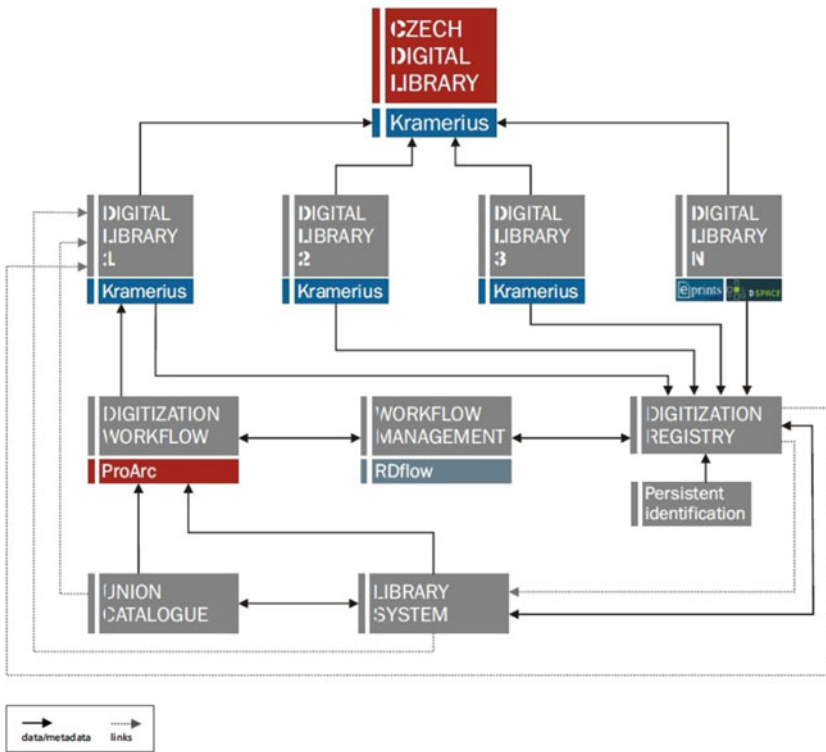 CZECH
DIGITAL
LIBRARY
Kramerius
DIGITAL
LIBRARY
1
Kramerius
DIGITAL
LIBRARY
2
Kramerius
DIGITAL
LIBRARY
3
Kramerius
DIGITAL
LIBRARY
N
eprints
DSPACE
DIGITIZATION
WORKFLOW
ProArc
WORKFLOW
MANAGEMENT
RDflow
DIGITIZATION
REGISTRY
Persistent
identification
UNION
CATALOGUE
LIBRARY
SYSTEM
data/metadata links